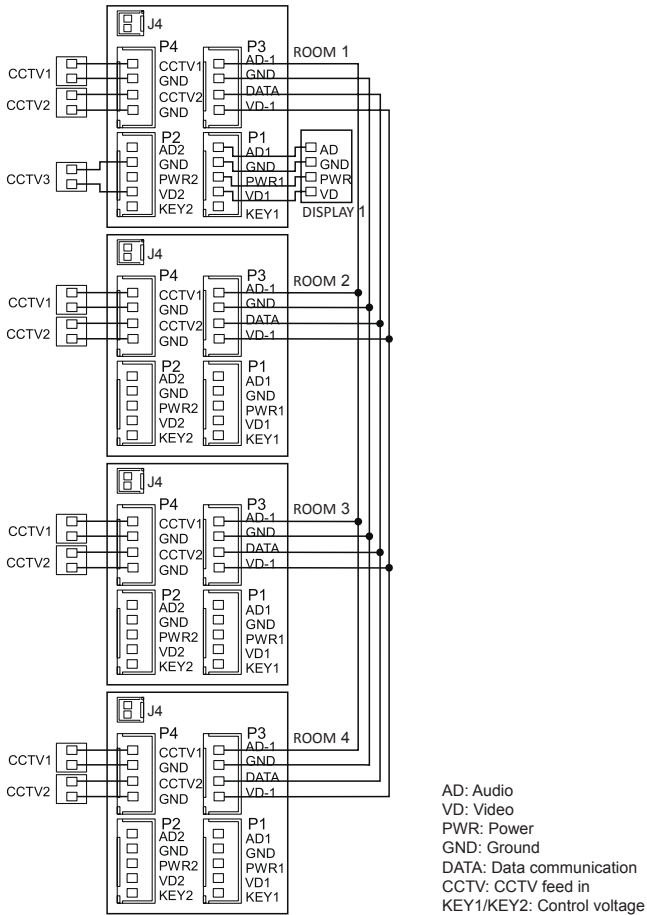 J4
P4 P3 ROOM 1
CCTV1 AD-1
CCTV1 GND GND
CCTV2 CCTV2 DATA
GND VD-1
P2 P1
AD2 AD1 AD
CCTV3 GND GND GND
PWR2 PWR1 PWR
VD2 VD1 VD
KEY2 KEY1 DISPLAY 1
J4
P4 P3 ROOM 2
CCTV1 AD-1
CCTV1 GND GND
CCTV2 CCTV2 DATA
GND VD-1
P2 P1
AD2 AD1
GND GND
PWR2 PWR1
VD2 VD1
KEY2 KEY1
J4
P4 P3 ROOM 3
CCTV1 AD-1
CCTV1 GND GND
CCTV2 CCTV2 DATA
GND VD-1
P2 P1
AD2 AD1
GND GND
PWR2 PWR1
VD2 VD1
KEY2 KEY1
J4
P4 P3 ROOM 4
CCTV1 AD-1
CCTV1 GND GND
CCTV2 CCTV2 DATA
GND VD-1
P2 P1
AD2 AD1
GND GND
PWR2 PWR1
VD2 VD1
KEY2 KEY1
AD: Audio
VD: Video
PWR: Power
GND: Ground
DATA: Data communication
CCTV: CCTV feed in
KEY1/KEY2: Control voltage